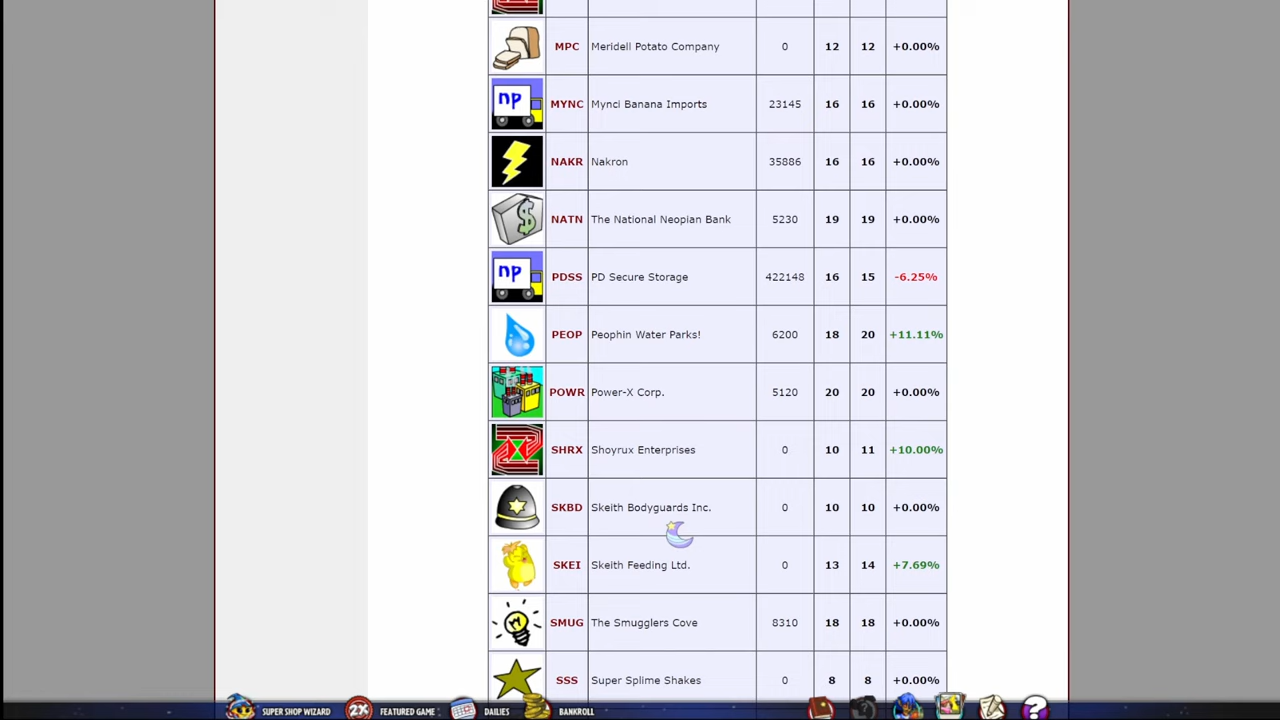 MPC Meridell Potato Company 0 12 12 +0.00%
np MYNC Mynci Banana Imports 23145 16 16 +0.00%
NAKR Nakron 35886 16 16 +0.00%
$ NATN The National Neopian Bank 5230 19 19 +0.00%
np PDSS PD Secure Storage 422148 16 15 -6.25%
PEOP Peophin Water Parks! 6200 18 20 +11.11%
POWR Power-X Corp. 5120 20 20 +0.00%
SHRX Shoyrux Enterprises 0 10 11 +10.00%
SKBD Skeith Bodyguards Inc. 0 10 10 +0.00%
SKEI Skeith Feeding Ltd. 0 13 14 +7.69%
SMUG The Smugglers Cove 8310 18 18 +0.00%
SSS Super Splime Shakes 0 8 8 +0.00%
SUPER SHOP WIZARD 2X FEATURED GAME DAILIES BANKROLL ? ?